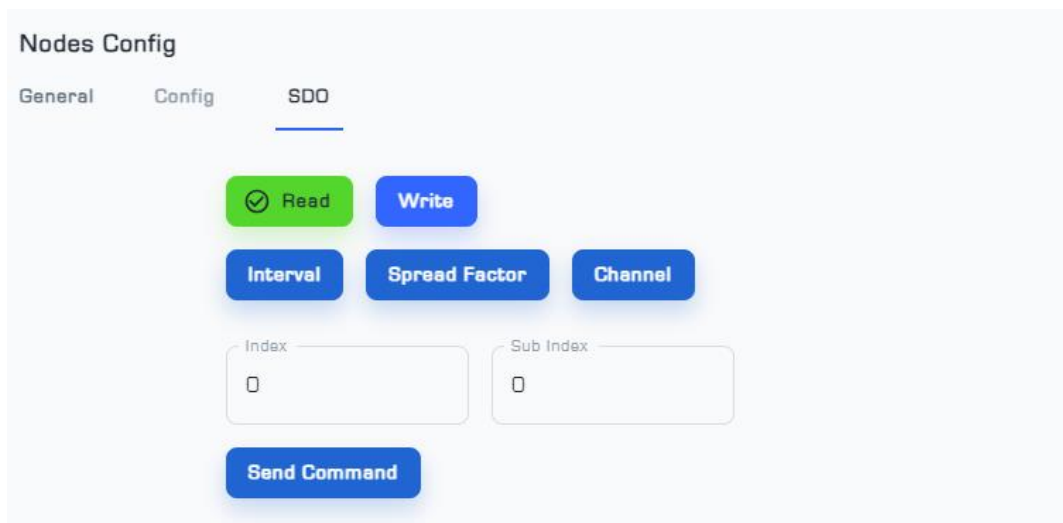 Nodes Config
General Config SDO
Read Write
Interval Spread Factor Channel
Index Sub Index
0 0
Send Command